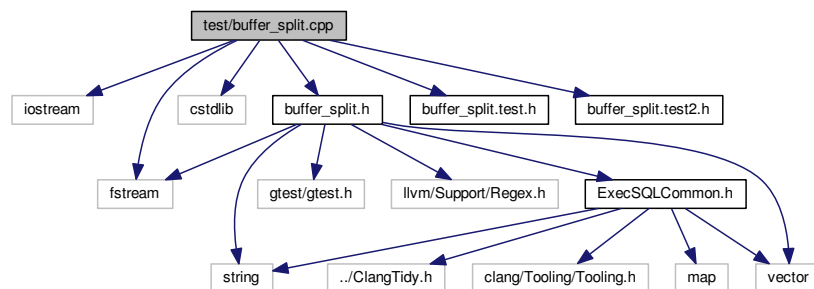 test/buffer_split.cpp
iostream
cstdlib
buffer_split.h
buffer_split.test.h
buffer_split.test2.h
fstream
gtest/gtest.h
llvm/Support/Regex.h
ExecSQLCommon.h
string
../ClangTidy.h
clang/Tooling/Tooling.h
map
vector